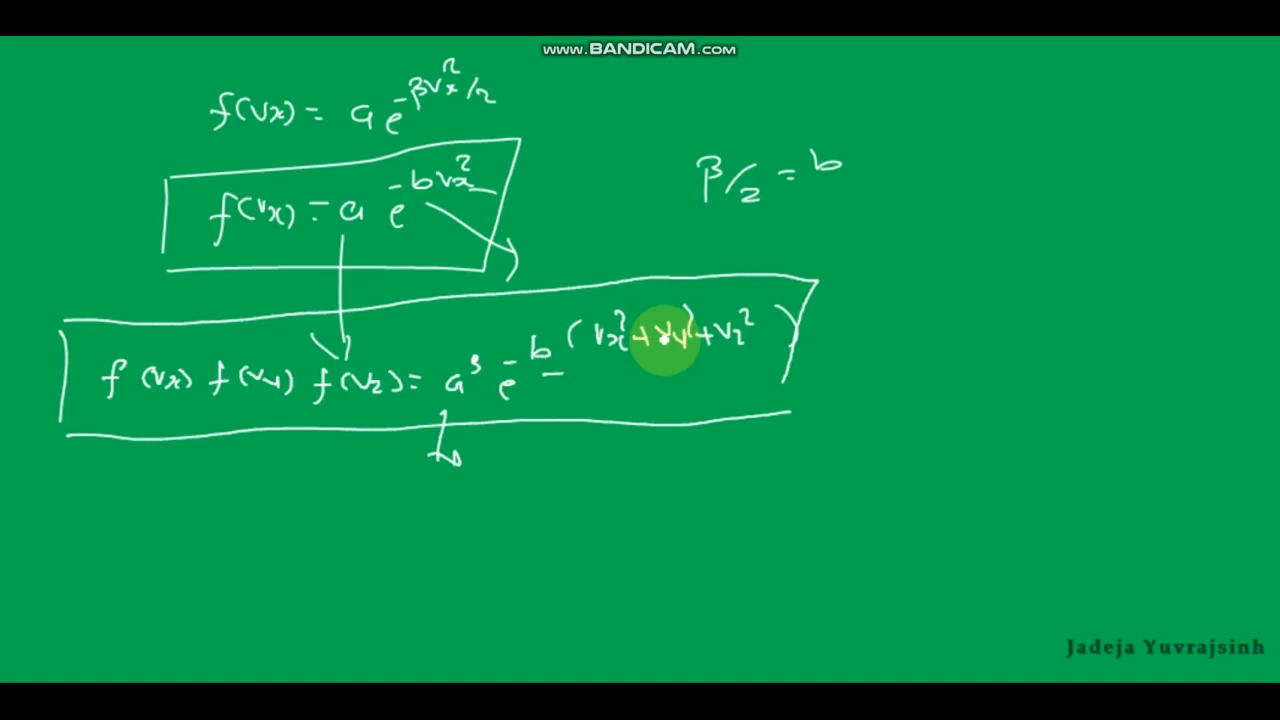 www.BANDICAM.com
f(vx) = a e^{-βvx²/2}
β/2 = b
f(vx) = a e^{-bvx²}
f(vx) f(vy) f(vz) = a³ e^{-b(vx²+vy²+vz²)}
Jadeja Yuvrajsinh